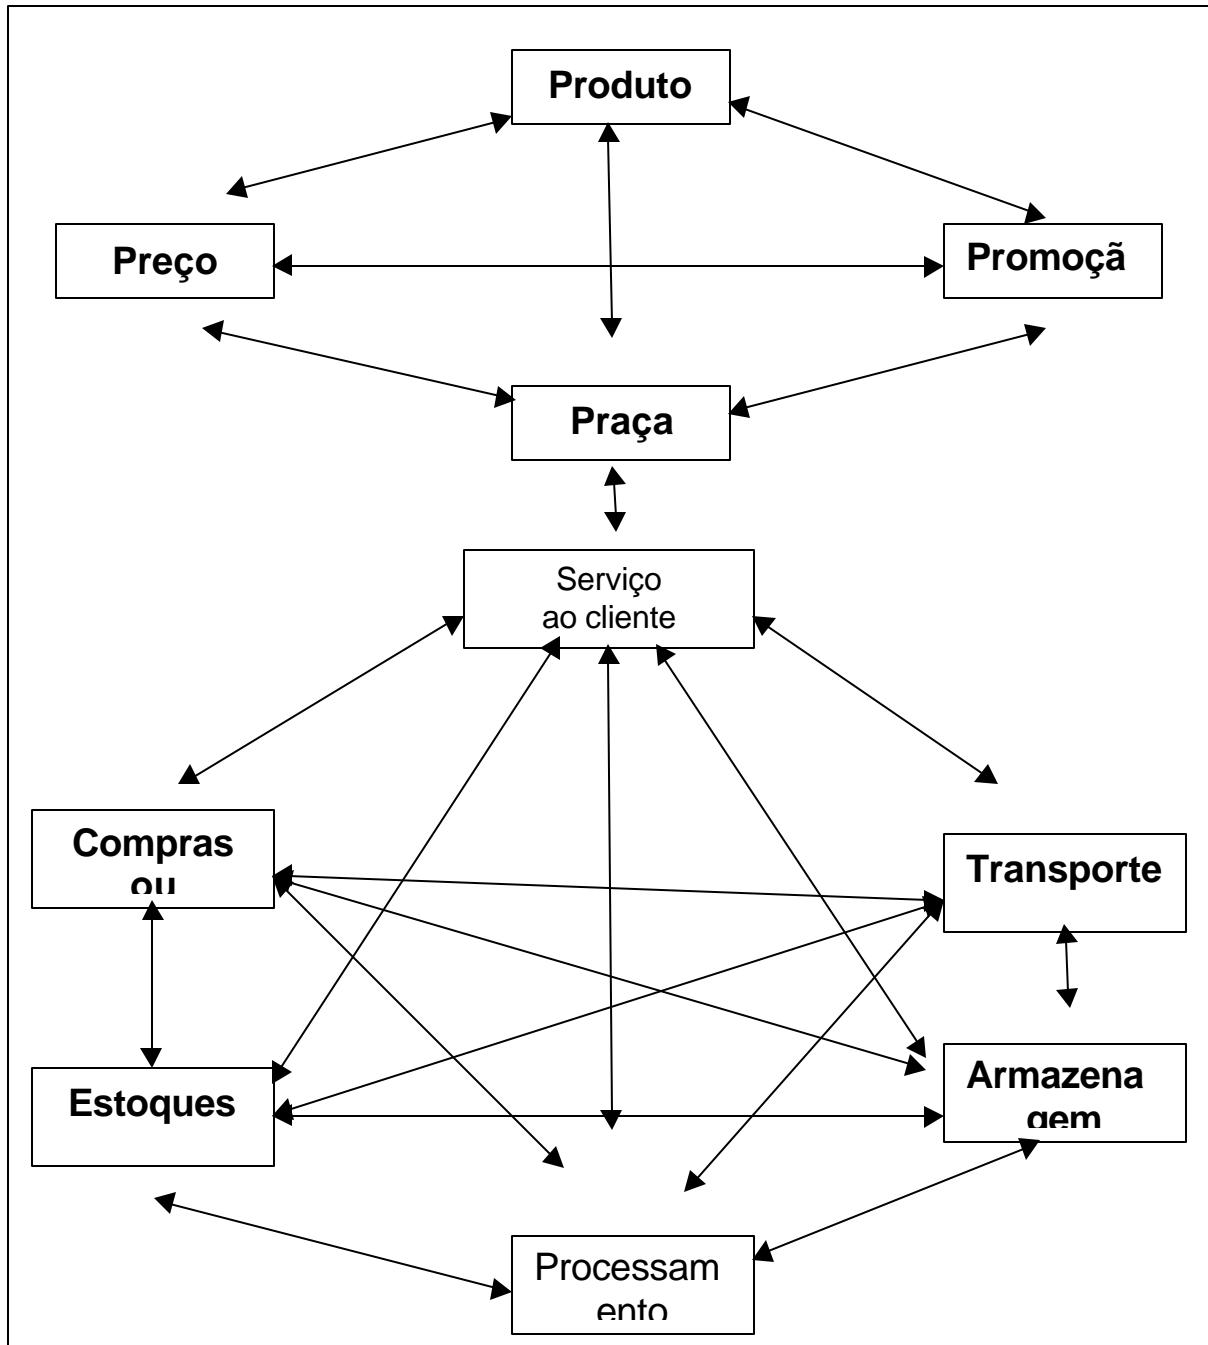 Produto
Preço
Promoçã
Praça
Serviço
ao cliente
Compras
ou
Transporte
Estoques
Armazena
gem
Processam
ento